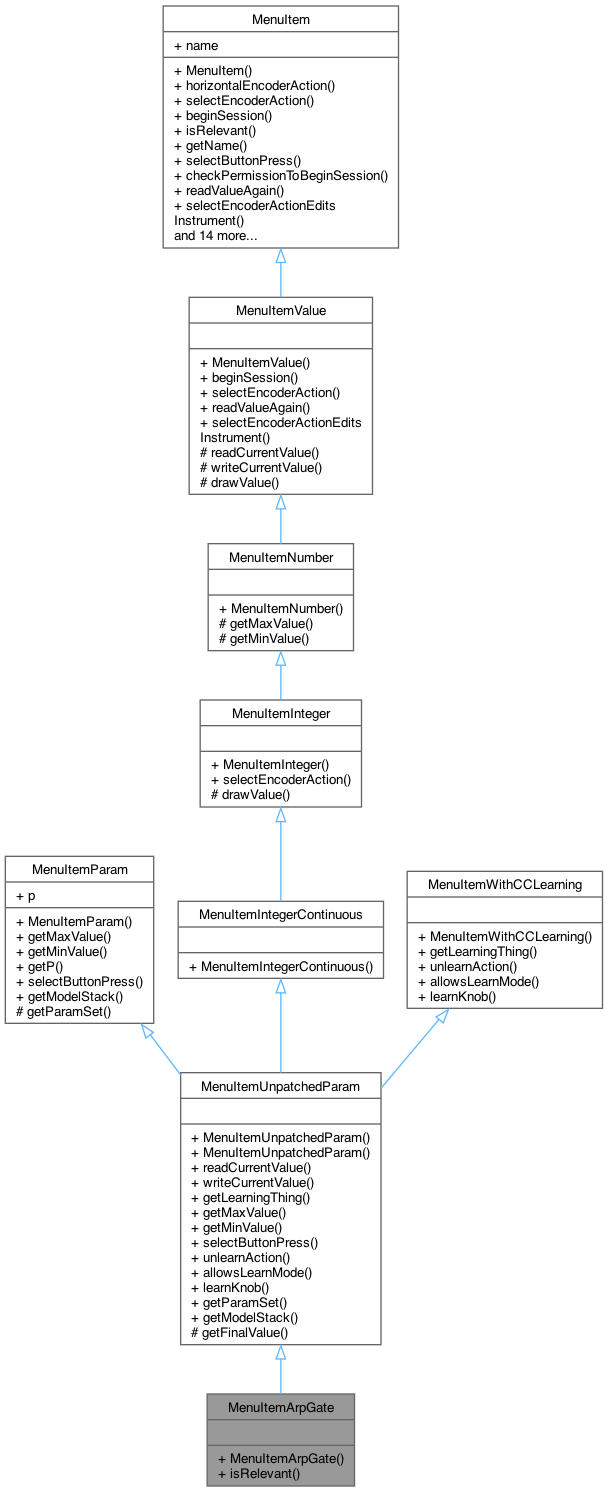 MenuItem
+ name
+ MenuItem()
+ horizontalEncoderAction()
+ selectEncoderAction()
+ beginSession()
+ isRelevant()
+ getName()
+ selectButtonPress()
+ checkPermissionToBeginSession()
+ readValueAgain()
+ selectEncoderActionEdits
Instrument()
and 14 more...
MenuItemValue
+ MenuItemValue()
+ beginSession()
+ selectEncoderAction()
+ readValueAgain()
+ selectEncoderActionEdits
Instrument()
# readCurrentValue()
# writeCurrentValue()
# drawValue()
MenuItemNumber
+ MenuItemNumber()
# getMaxValue()
# getMinValue()
MenuItemInteger
+ MenuItemInteger()
+ selectEncoderAction()
# drawValue()
MenuItemParam
+ p
+ MenuItemParam()
+ getMaxValue()
+ getMinValue()
+ getP()
+ selectButtonPress()
+ getModelStack()
# getParamSet()
MenuItemIntegerContinuous
+ MenuItemIntegerContinuous()
MenuItemWithCCLearning
+ MenuItemWithCCLearning()
+ getLearningThing()
+ unlearnAction()
+ allowsLearnMode()
+ learnKnob()
MenuItemUnpatchedParam
+ MenuItemUnpatchedParam()
+ MenuItemUnpatchedParam()
+ readCurrentValue()
+ writeCurrentValue()
+ getLearningThing()
+ getMaxValue()
+ getMinValue()
+ selectButtonPress()
+ unlearnAction()
+ allowsLearnMode()
+ learnKnob()
+ getParamSet()
+ getModelStack()
# getFinalValue()
MenuItemArpGate
+ MenuItemArpGate()
+ isRelevant()